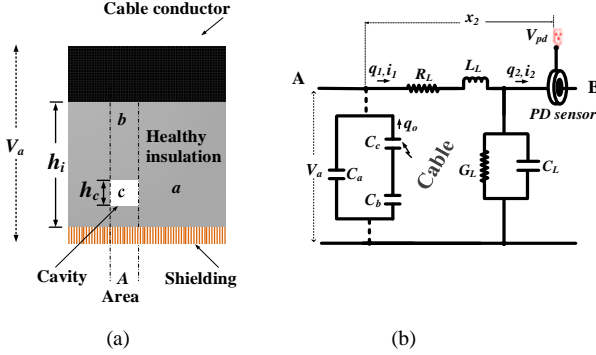 Cable conductor
V_a
h_i
b
Healthy
insulation
h_c
c
a
Cavity
A
Area
Shielding
(a)
x_2
V_pd
A
q_1, i_1
R_L
L_L
q_2, i_2
B
PD sensor
q_o
C_c
V_a
C_a
Cable
C_b
G_L
C_L
(b)